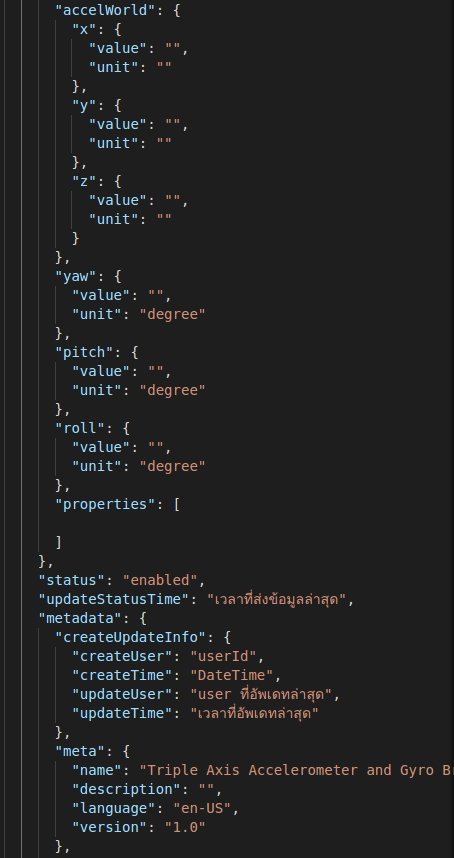 "accelWorld": {
"x": {
"value": "",
"unit": ""
},
"y": {
"value": "",
"unit": ""
},
"z": {
"value": "",
"unit": ""
}
},
"yaw": {
"value": "",
"unit": "degree"
},
"pitch": {
"value": "",
"unit": "degree"
},
"roll": {
"value": "",
"unit": "degree"
},
"properties": [
]
},
"status": "enabled",
"updateStatusTime": "เวลาที่ส่งข้อมูลล่าสุด",
"metadata": {
"createUpdateInfo": {
"createUser": "userId",
"createTime": "DateTime",
"updateUser": "user ที่อัพเดทล่าสุด",
"updateTime": "เวลาที่อัพเดทล่าสุด"
},
"meta": {
"name": "Triple Axis Accelerometer and Gyro
"description": "",
"language": "en-US",
"version": "1.0"
},